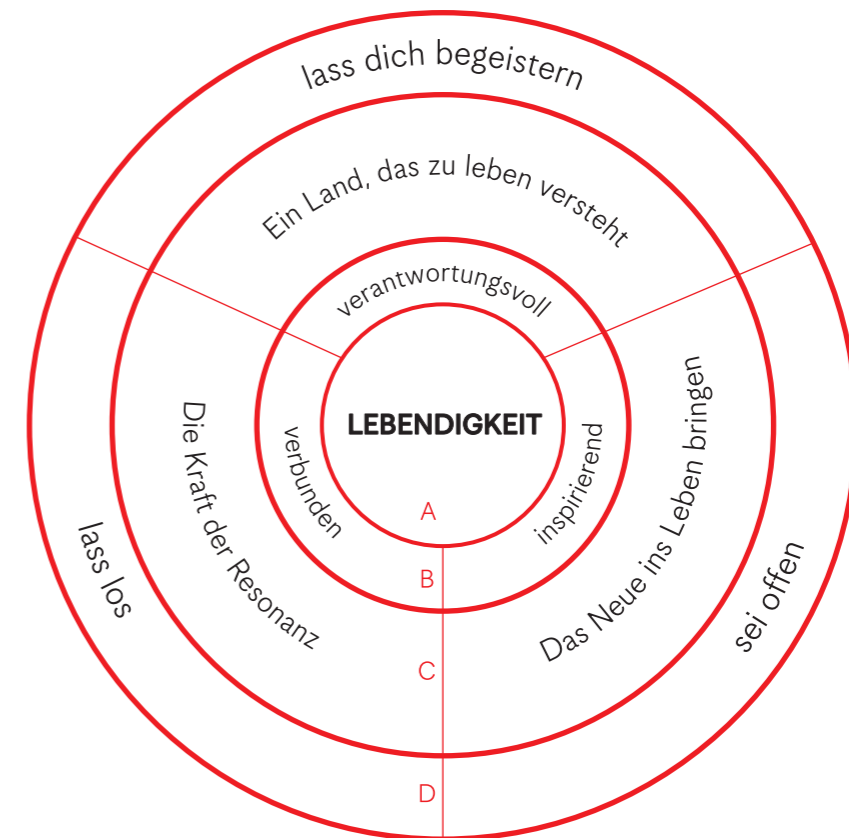 lass dich begeistern
Ein Land, das zu leben versteht
verantwortungsvoll
LEBENDIGKEIT
Die Kraft der Resonanz
verbunden
inspirierend
Das Neue ins Leben bringen
lass los
sei offen
A
B
C
D